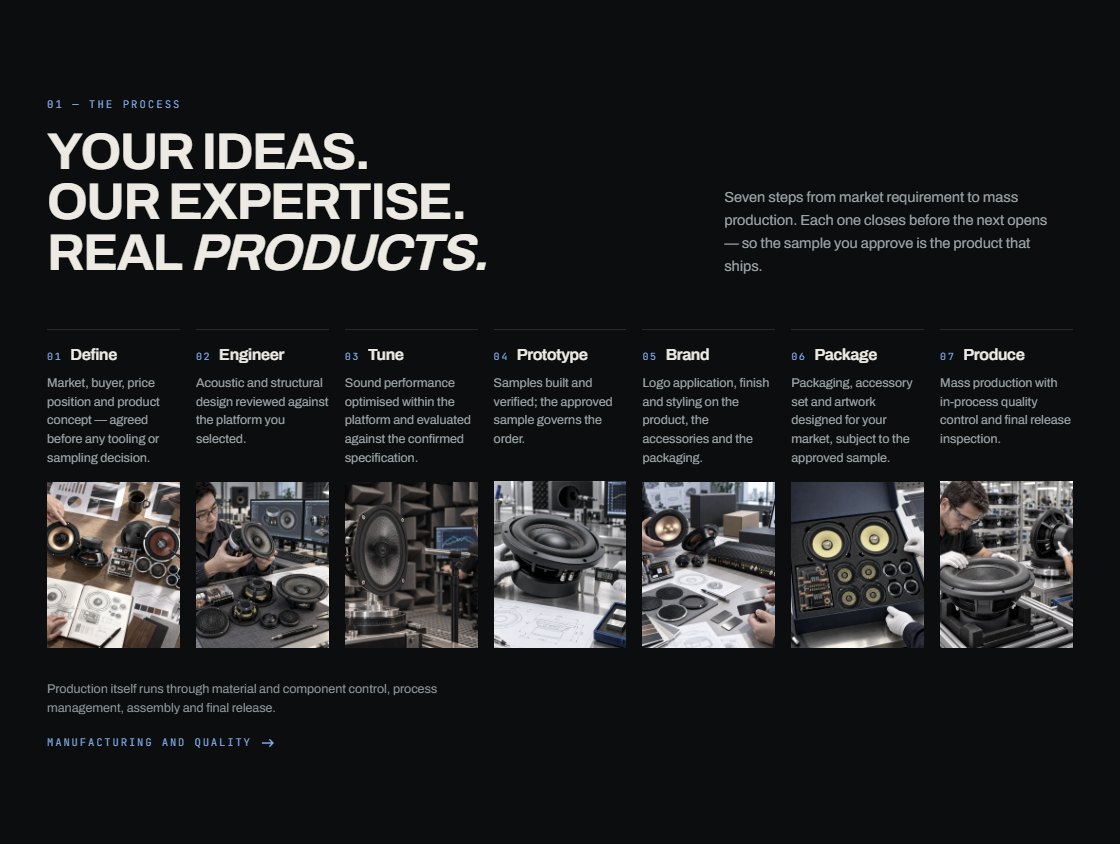 01 — THE PROCESS
YOUR IDEAS.
OUR EXPERTISE.
REAL PRODUCTS.
Seven steps from market requirement to mass
production. Each one closes before the next opens
— so the sample you approve is the product that
ships.
01 Define
Market, buyer, price
position and product
concept — agreed
before any tooling or
sampling decision.
02 Engineer
Acoustic and structural
design reviewed against
the platform you
selected.
03 Tune
Sound performance
optimised within the
platform and evaluated
against the confirmed
specification.
04 Prototype
Samples built and
verified; the approved
sample governs the
order.
05 Brand
Logo application, finish
and styling on the
product, the
accessories and the
packaging.
06 Package
Packaging, accessory
set and artwork
designed for your
market, subject to the
approved sample.
07 Produce
Mass production with
in-process quality
control and final release
inspection.
Production itself runs through material and component control, process
management, assembly and final release.
MANUFACTURING AND QUALITY →